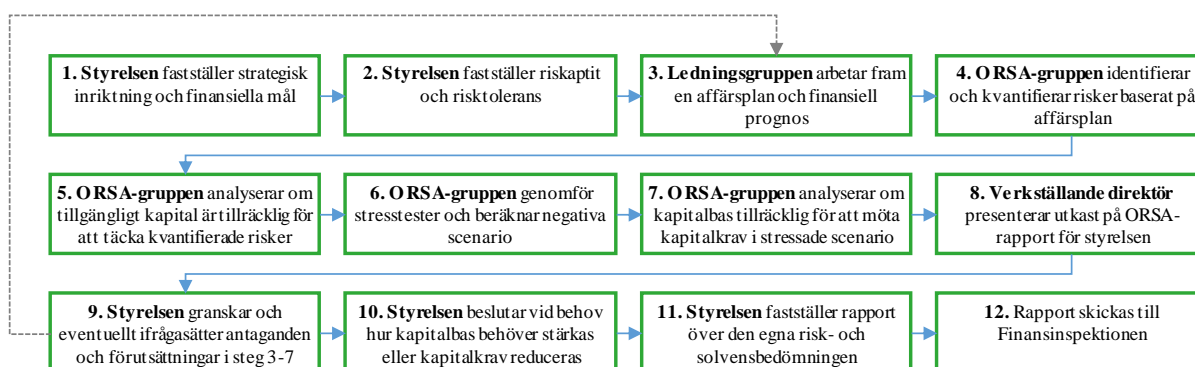 1. Styrelsen fastställer strategisk
inriktning och finansiella mål
2. Styrelsen fastställer riskaptit
och risktolerans
3. Ledningsgruppen arbetar fram
en affärsplan och finansiell
prognos
4. ORSA-gruppen identifierar
och kvantifierar risker baserat på
affärsplan
5. ORSA-gruppen analyserar om
tillgängligt kapital är tillräcklig för
att täcka kvantifierade risker
6. ORSA-gruppen genomför
stresstester och beräknar negativa
scenario
7. ORSA-gruppen analyserar om
kapitalbas tillräcklig för att möta
kapitalkrav i stressade scenario
8. Verkställande direktör
presenterar utkast på ORSA-
rapport för styrelsen
9. Styrelsen granskar och
eventuellt ifrågasätter antaganden
och förutsättningar i steg 3-7
10. Styrelsen beslutar vid behov
hur kapitalbas behöver stärkas
eller kapitalkrav reduceras
11. Styrelsen fastställer rapport
över den egna risk- och
solvensbedömningen
12. Rapport skickas till
Finansinspektionen